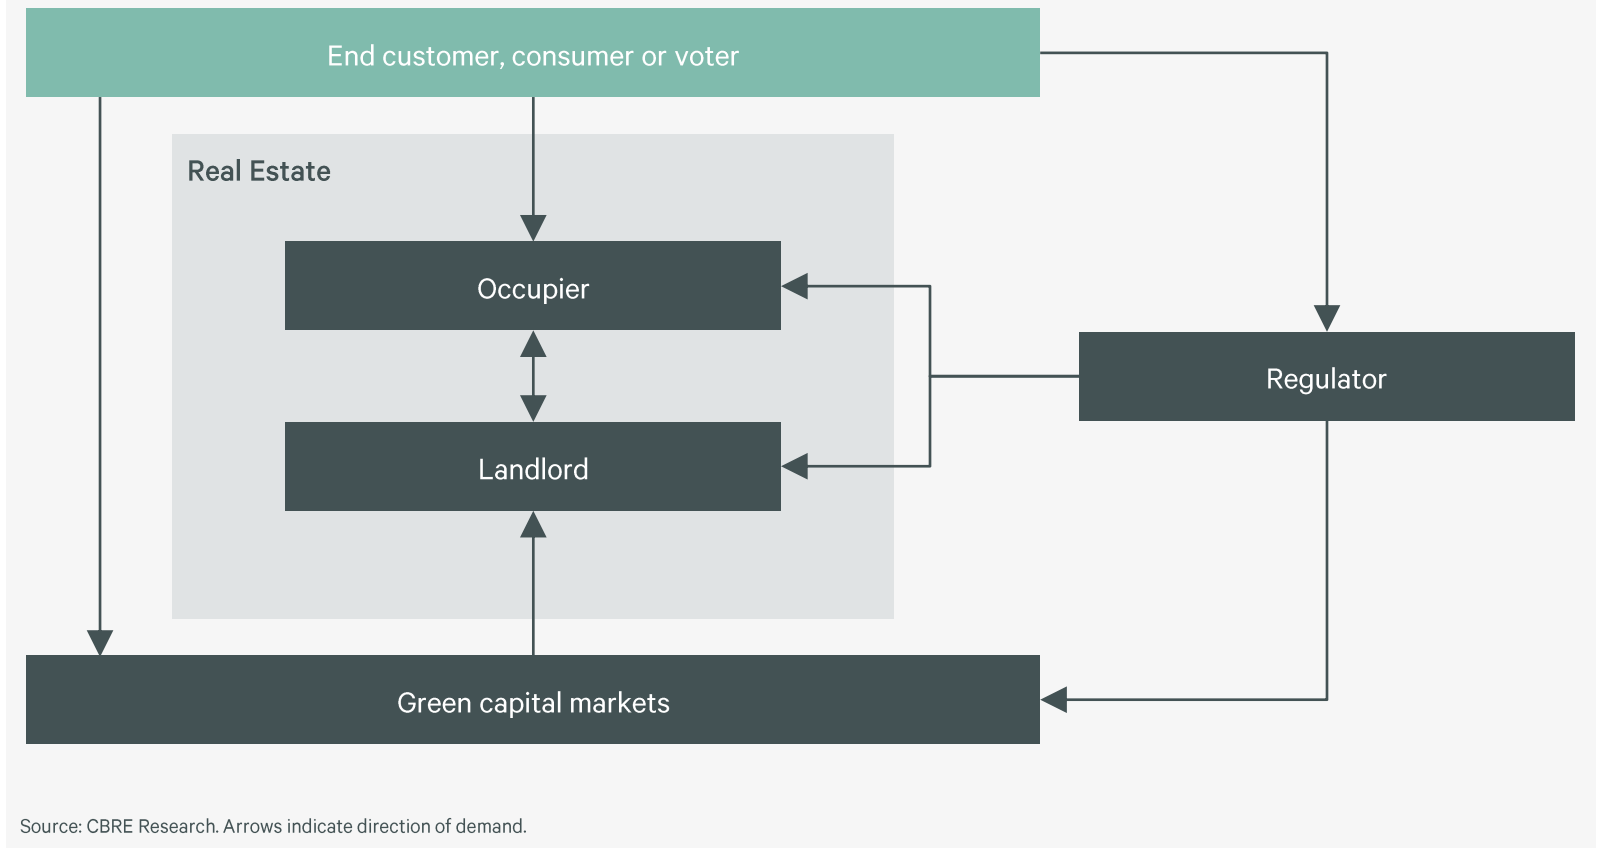 End customer, consumer or voter
Real Estate
Occupier
Regulator
Landlord
Green capital markets
Source: CBRE Research. Arrows indicate direction of demand.